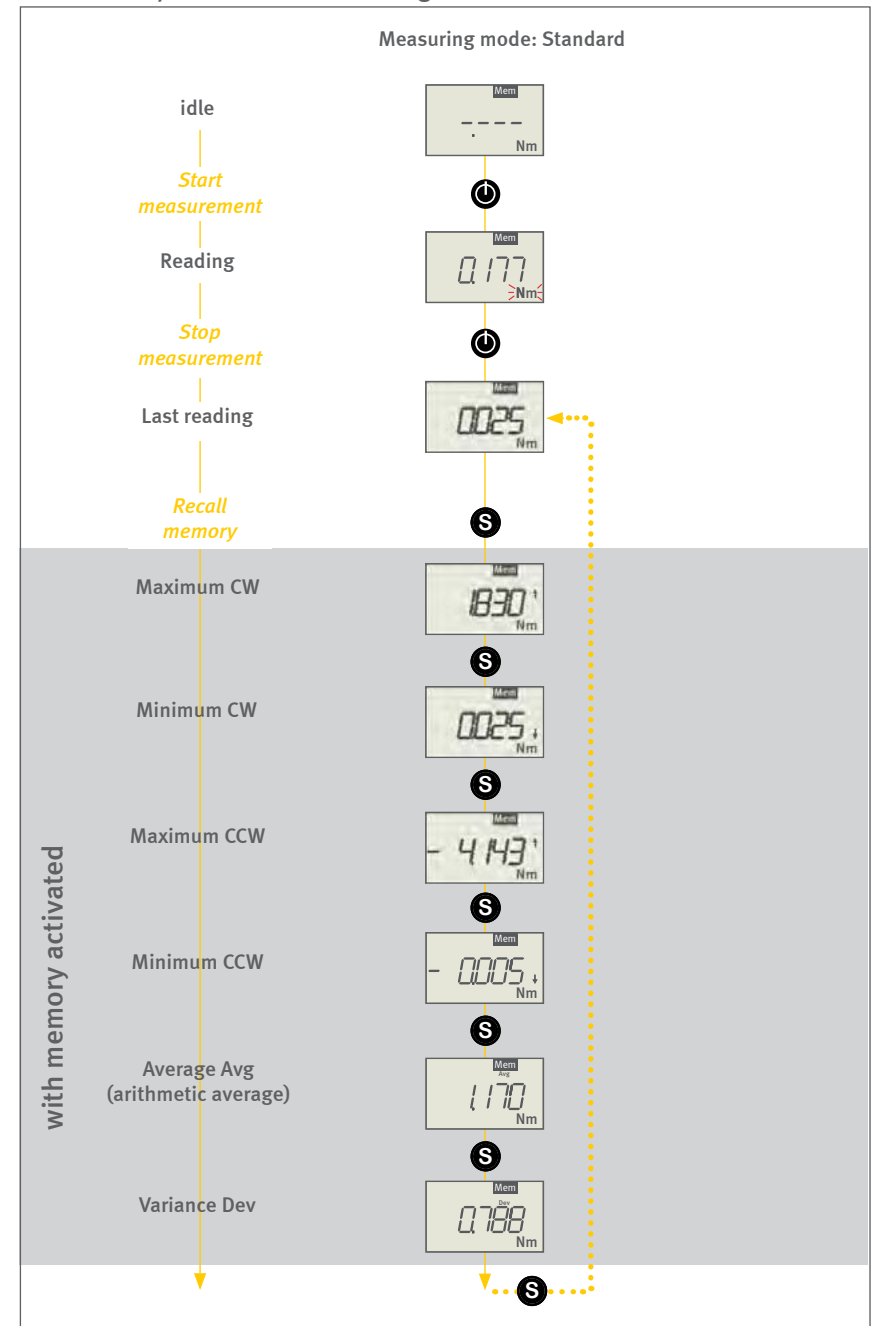 Measuring mode: Standard
idle
Mem
-.---
Nm
Start
measurement
Reading
Mem
0.177
Nm
Stop
measurement
Last reading
Mem
0.025
Nm
Recall
memory
S
Maximum CW
Mem
1.830
Nm
S
Minimum CW
Mem
0.025
Nm
S
Maximum CCW
Mem
- 4.143
Nm
S
Minimum CCW
Mem
- 0.005
Nm
S
Average Avg
(arithmetic average)
Mem
Avg
1.170
Nm
S
Variance Dev
Mem
Dev
0.788
Nm
S
with memory activated